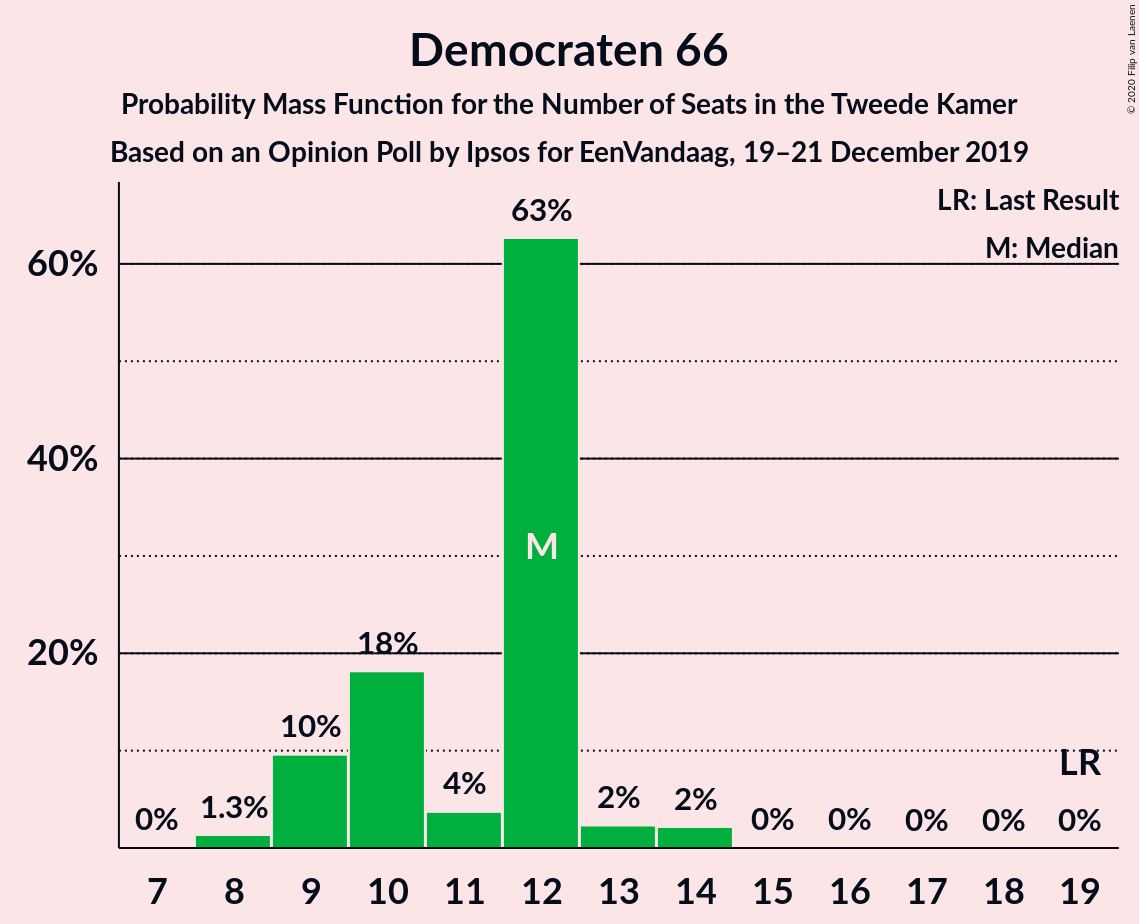 Democraten 66
Probability Mass Function for the Number of Seats in the Tweede Kamer
Based on an Opinion Poll by Ipsos for EenVandaag, 19–21 December 2019
© 2020 Filip van Laenen
LR: Last Result
M: Median
63%
60%
40%
M
20%
18%
10%
LR
4%
0%
1.3%
2%
2%
0%
0%
0%
0%
0%
7 8 9 10 11 12 13 14 15 16 17 18 19